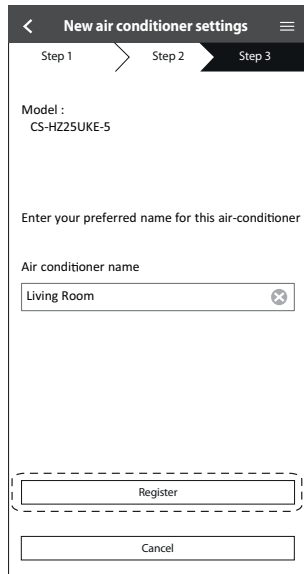 New air conditioner settings
Step 1 Step 2 Step 3
Model :
CS-HZ25UKE-5
Enter your preferred name for this air-conditioner
Air conditioner name
Living Room
Register
Cancel